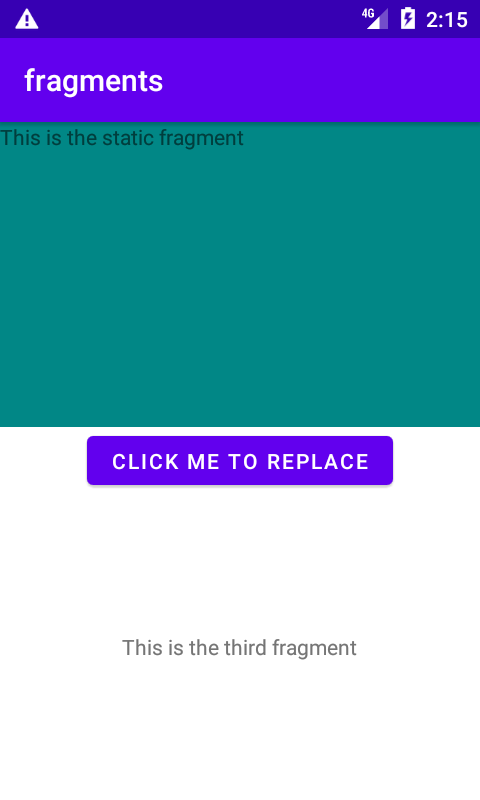 4G 2:15
fragments
This is the static fragment
CLICK ME TO REPLACE
This is the third fragment